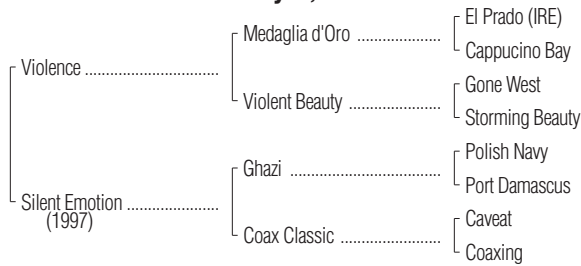 El Prado (IRE)
Medaglia d'Oro ....................
Cappucino Bay
Violence ................................
Gone West
Violent Beauty ......................
Storming Beauty
Polish Navy
Ghazi ....................................
Port Damascus
Silent Emotion ......................
(1997)
Caveat
Coax Classic ........................
Coaxing